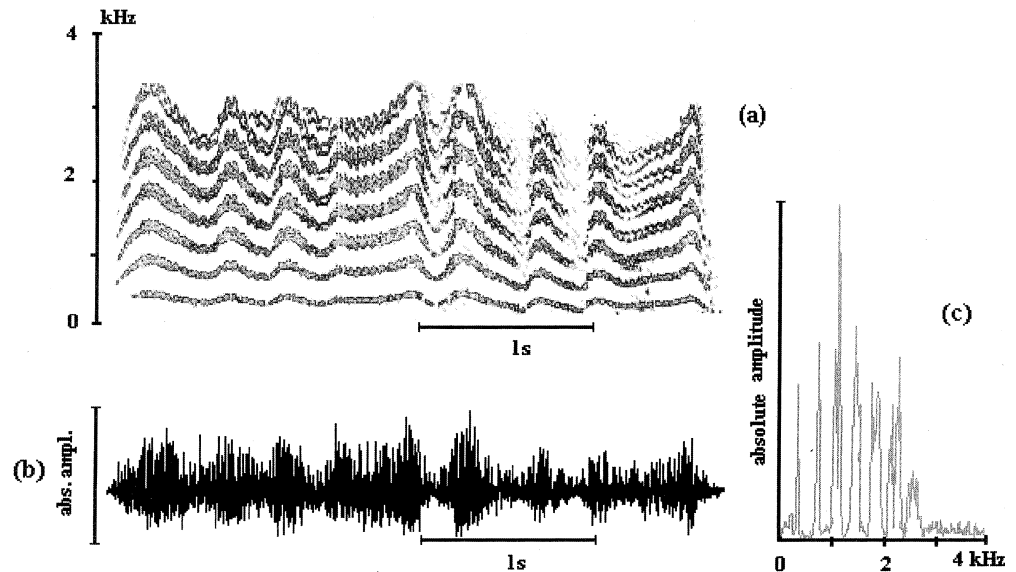 kHz
4
2
0
1s
(a)
(b)
abs. ampl.
1s
absolute amplitude
(c)
0
2
4 kHz